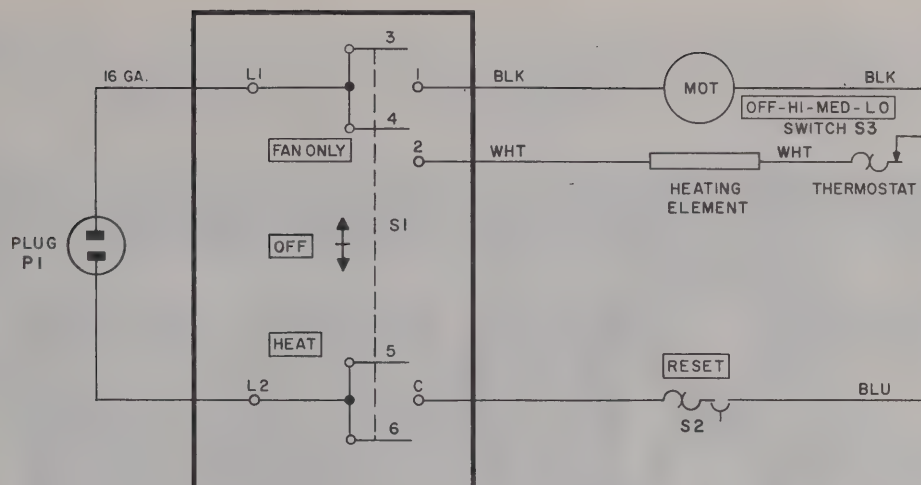 3
16 GA.
L1
1
BLK
MOT
BLK
4
OFF-HI-MED-LO
SWITCH S3
FAN ONLY
2
WHT
WHT
HEATING
ELEMENT
THERMOSTAT
S1
PLUG
P1
OFF
HEAT
5
RESET
L2
C
BLU
S2
6